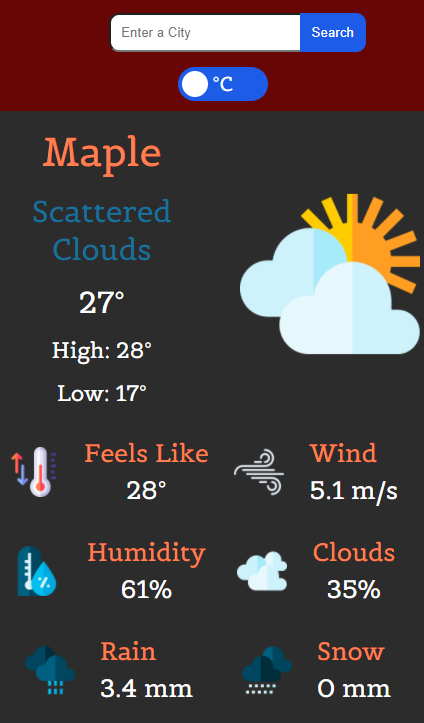 Enter a City
Search
°C
Maple
Scattered
Clouds
27°
High: 28°
Low: 17°
Feels Like
28°
Wind
5.1 m/s
Humidity
61%
Clouds
35%
Rain
3.4 mm
Snow
0 mm